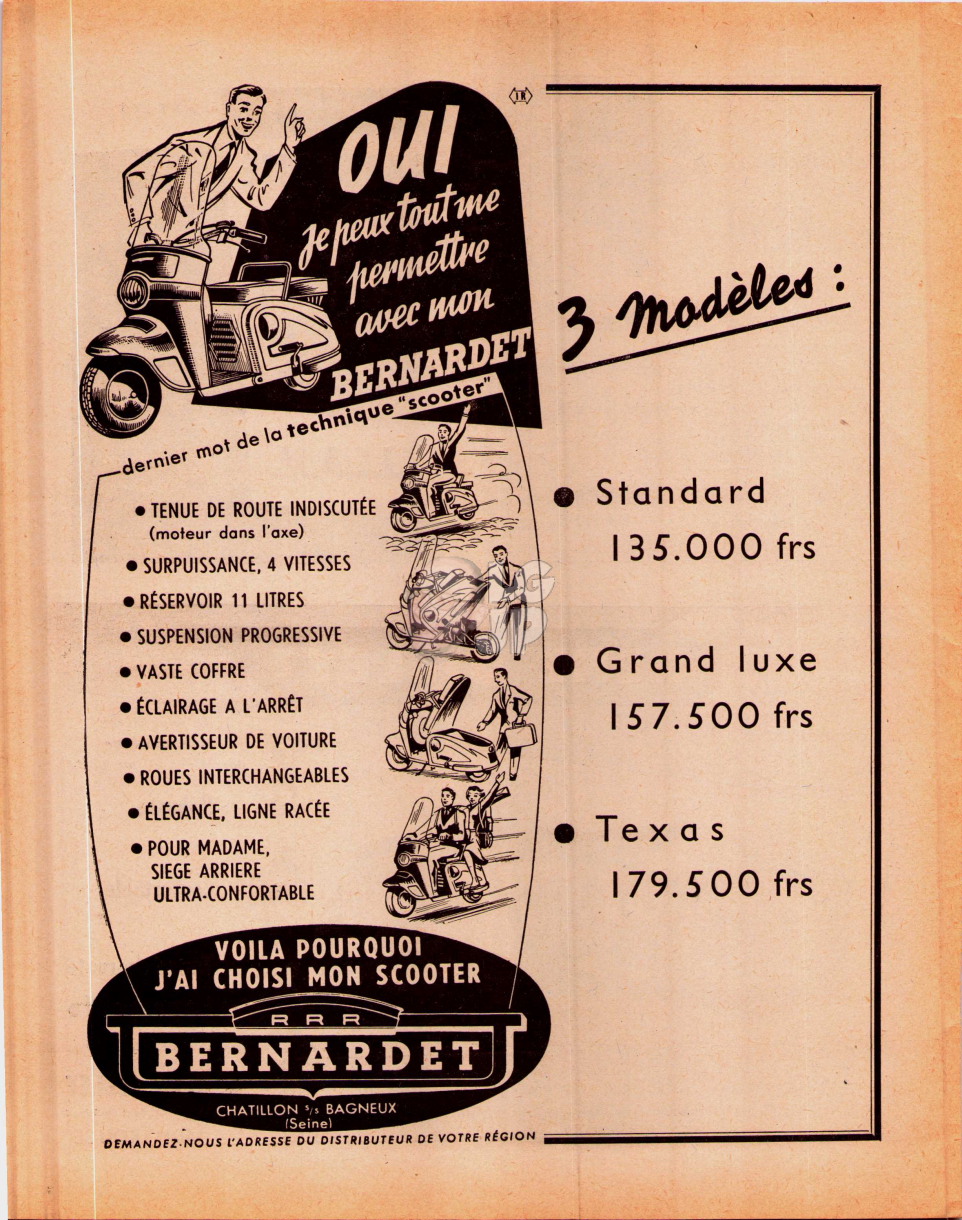 OUI
Je peux tout me
permettre
avec mon
BERNARDET
dernier mot de la technique "scooter"
• TENUE DE ROUTE INDISCUTÉE
(moteur dans l'axe)
• SURPUISSANCE, 4 VITESSES
• RÉSERVOIR 11 LITRES
• SUSPENSION PROGRESSIVE
• VASTE COFFRE
• ÉCLAIRAGE A L'ARRÊT
• AVERTISSEUR DE VOITURE
• ROUES INTERCHANGEABLES
• ÉLÉGANCE, LIGNE RACÉE
• POUR MADAME,
SIEGE ARRIERE
ULTRA-CONFORTABLE
VOILA POURQUOI
J'AI CHOISI MON SCOOTER
R R R
BERNARDET
CHATILLON s/s BAGNEUX
(Seine)
DEMANDEZ-NOUS L'ADRESSE DU DISTRIBUTEUR DE VOTRE RÉGION
3 Modèles :
• Standard
135.000 frs
• Grand luxe
157.500 frs
• Texas
179.500 frs